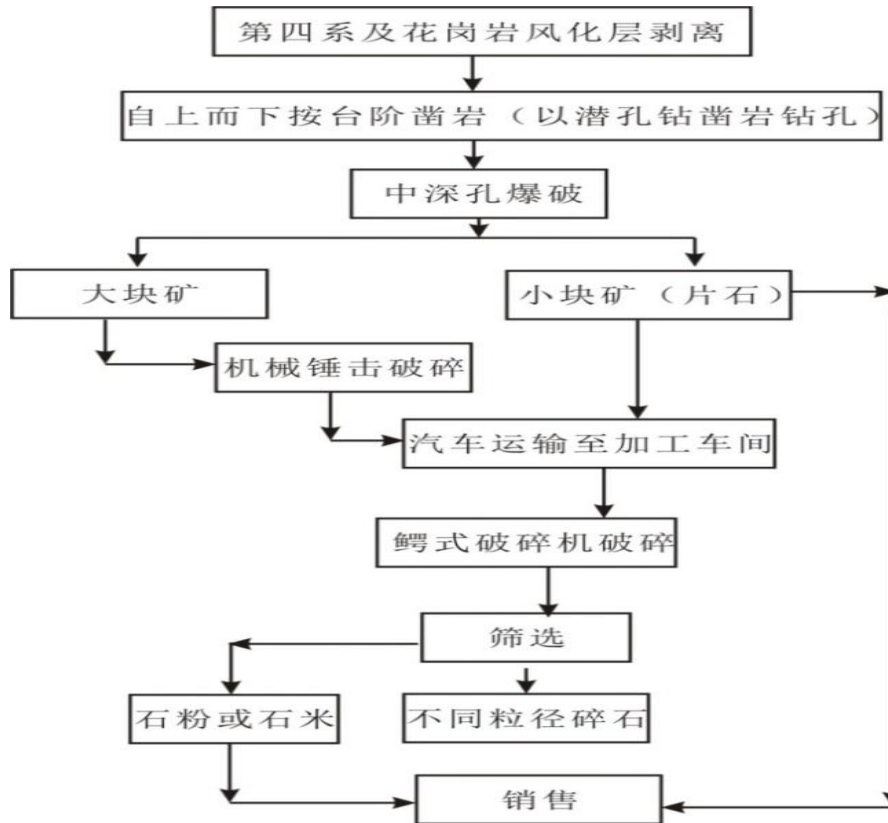 第四系及花岗岩风化层剥离
自上而下按台阶凿岩（以潜孔钻凿岩钻孔）
中深孔爆破
大块矿
小块矿（片石）
机械锤击破碎
汽车运输至加工车间
鳄式破碎机破碎
筛选
石粉或石米
不同粒径碎石
销售